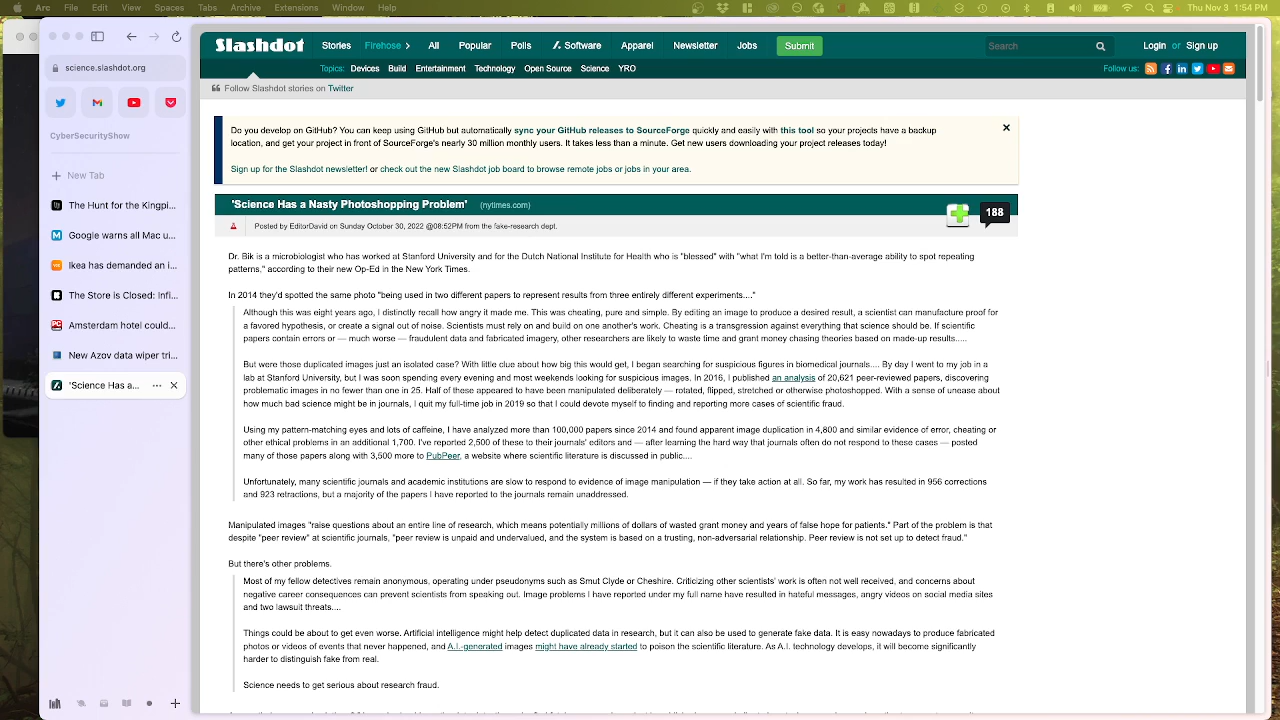 Arc File Edit View Spaces Tabs Archive Extensions Window Help
Thu Nov 3 1:54 PM
slashdot.org
CyberSecurityShow
New Tab
The Hunt for the Kingpi...
Google warns all Mac u...
Ikea has demanded th i...
The Store is Closed: Infl...
Amsterdam hotel could...
New Azov data wiper tri...
'Science Has a...
Slashdot Stories Firehose > All Popular Polls Software Apparel Newsletter Jobs Submit Search Login or Sign up
Topics: Devices Build Entertainment Technology Open Source Science YRO Follow us:
Follow Slashdot stories on Twitter
Do you develop on GitHub? You can keep using GitHub but automatically sync your GitHub releases to SourceForge quickly and easily with this tool so your projects have a backup
location, and get your project in front of SourceForge's nearly 30 million monthly users. It takes less than a minute. Get new users downloading your project releases today!
Sign up for the Slashdot newsletter! or check out the new Slashdot job board to browse remote jobs or jobs in your area.
'Science Has a Nasty Photoshopping Problem' (nytimes.com) 188
Posted by EditorDavid on Sunday October 30, 2022 @08:52PM from the fake-research dept.
Dr. Bik is a microbiologist who has worked at Stanford University and for the Dutch National Institute for Health who is "blessed" with "what I'm told is a better-than-average ability to spot repeating
patterns," according to their new Op-Ed in the New York Times.
In 2014 they'd spotted the same photo "being used in two different papers to represent results from three entirely different experiments...."
Although this was eight years ago, I distinctly recall how angry it made me. This was cheating, pure and simple. By editing an image to produce a desired result, a scientist can manufacture proof for
a favored hypothesis, or create a signal out of noise. Scientists must rely on and build on one another's work. Cheating is a transgression against everything that science should be. If scientific
papers contain errors or — much worse — fraudulent data and fabricated imagery, other researchers are likely to waste time and grant money chasing theories based on made-up results.....
But were those duplicated images just an isolated case? With little clue about how big this would get, I began searching for suspicious figures in biomedical journals.... By day I went to my job in a
lab at Stanford University, but I was soon spending every evening and most weekends looking for suspicious images. In 2016, I published an analysis of 20,621 peer-reviewed papers, discovering
problematic images in no fewer than one in 25. Half of these appeared to have been manipulated deliberately — rotated, flipped, stretched or otherwise photoshopped. With a sense of unease about
how much bad science might be in journals, I quit my full-time job in 2019 so that I could devote myself to finding and reporting more cases of scientific fraud.
Using my pattern-matching eyes and lots of caffeine, I have analyzed more than 100,000 papers since 2014 and found apparent image duplication in 4,800 and similar evidence of error, cheating or
other ethical problems in an additional 1,700. I've reported 2,500 of these to their journals' editors and — after learning the hard way that journals often do not respond to these cases — posted
many of those papers along with 3,500 more to PubPeer, a website where scientific literature is discussed in public....
Unfortunately, many scientific journals and academic institutions are slow to respond to evidence of image manipulation — if they take action at all. So far, my work has resulted in 956 corrections
and 923 retractions, but a majority of the papers I have reported to the journals remain unaddressed.
Manipulated images "raise questions about an entire line of research, which means potentially millions of dollars of wasted grant money and years of false hope for patients." Part of the problem is that
despite "peer review" at scientific journals, "peer review is unpaid and undervalued, and the system is based on a trusting, non-adversarial relationship. Peer review is not set up to detect fraud."
But there's other problems.
Most of my fellow detectives remain anonymous, operating under pseudonyms such as Smut Clyde or Cheshire. Criticizing other scientists' work is often not well received, and concerns about
negative career consequences can prevent scientists from speaking out. Image problems I have reported under my full name have resulted in hateful messages, angry videos on social media sites
and two lawsuit threats....
Things could be about to get even worse. Artificial intelligence might help detect duplicated data in research, but it can also be used to generate fake data. It is easy nowadays to produce fabricated
photos or videos of events that never happened, and A.I.-generated images might have already started to poison the scientific literature. As A.I. technology develops, it will become significantly
harder to distinguish fake from real.
Science needs to get serious about research fraud.